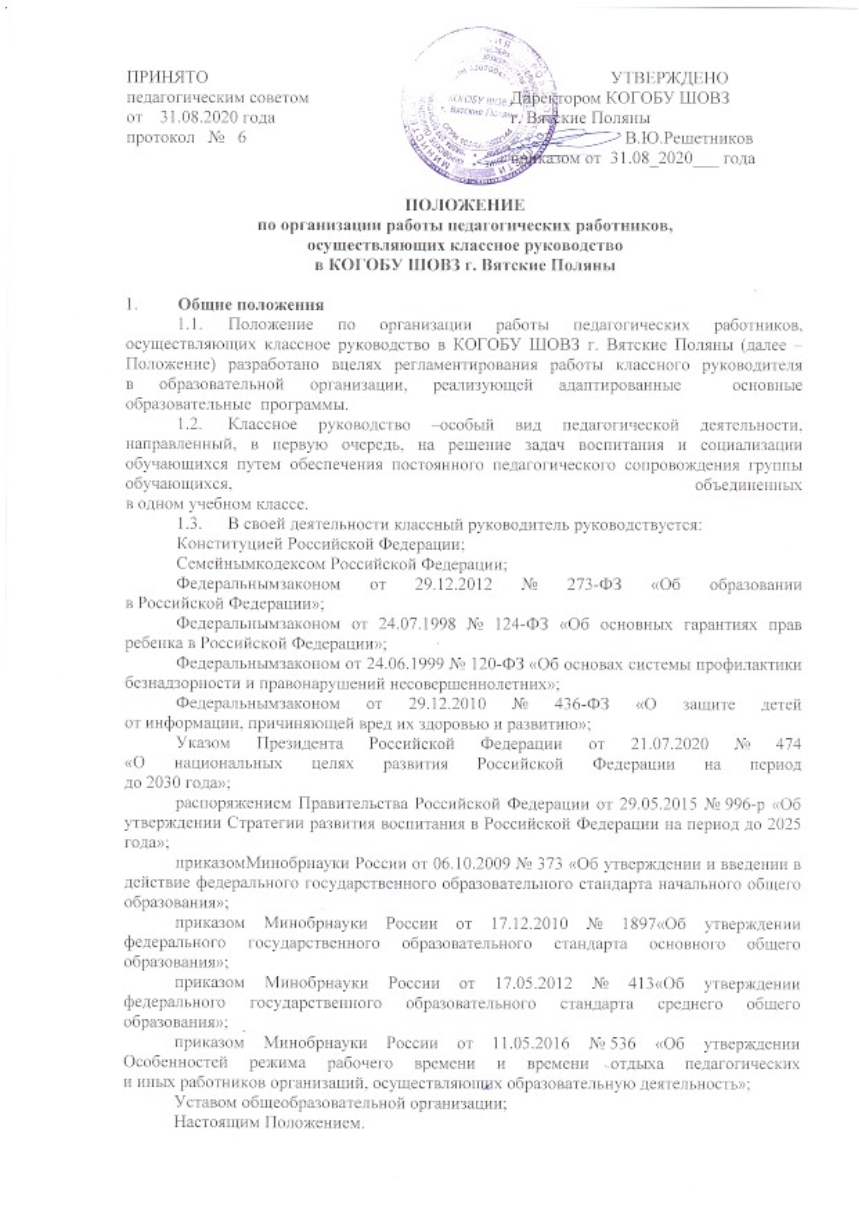 ПРИНЯТО
педагогическим советом
от 31.08.2020 года
протокол № 6
УТВЕРЖДЕНО
Директором КОГОБУ ШОВЗ
г. Вятские Поляны
В.Ю.Решетников
приказом от 31.08_2020___ года
КОГОБУ ШОВЗ
г. Вятские Поляны
ПОЛОЖЕНИЕ
по организации работы педагогических работников,
осуществляющих классное руководство
в КОГОБУ ШОВЗ г. Вятские Поляны
1. Общие положения
1.1. Положение по организации работы педагогических работников,
осуществляющих классное руководство в КОГОБУ ШОВЗ г. Вятские Поляны (далее –
Положение) разработано вцелях регламентирования работы классного руководителя
в образовательной организации, реализующей адаптированные основные
образовательные программы.
1.2. Классное руководство –особый вид педагогической деятельности,
направленный, в первую очередь, на решение задач воспитания и социализации
обучающихся путем обеспечения постоянного педагогического сопровождения группы
обучающихся, объединенных
в одном учебном классе.
1.3. В своей деятельности классный руководитель руководствуется:
Конституцией Российской Федерации;
Семейнымкодексом Российской Федерации;
Федеральнымзаконом от 29.12.2012 № 273-ФЗ «Об образовании
в Российской Федерации»;
Федеральнымзаконом от 24.07.1998 № 124-ФЗ «Об основных гарантиях прав
ребенка в Российской Федерации»;
Федеральнымзаконом от 24.06.1999 № 120-ФЗ «Об основах системы профилактики
безнадзорности и правонарушений несовершеннолетних»;
Федеральнымзаконом от 29.12.2010 № 436-ФЗ «О защите детей
от информации, причиняющей вред их здоровью и развитию»;
Указом Президента Российской Федерации от 21.07.2020 № 474
«О национальных целях развития Российской Федерации на период
до 2030 года»;
распоряжением Правительства Российской Федерации от 29.05.2015 № 996-р «Об
утверждении Стратегии развития воспитания в Российской Федерации на период до 2025
года»;
приказомМинобрнауки России от 06.10.2009 № 373 «Об утверждении и введении в
действие федерального государственного образовательного стандарта начального общего
образования»;
приказом Минобрнауки России от 17.12.2010 № 1897«Об утверждении
федерального государственного образовательного стандарта основного общего
образования»;
приказом Минобрнауки России от 17.05.2012 № 413«Об утверждении
федерального государственного образовательного стандарта среднего общего
образования»;
приказом Минобрнауки России от 11.05.2016 № 536 «Об утверждении
Особенностей режима рабочего времени и времени отдыха педагогических
и иных работников организаций, осуществляющих образовательную деятельность»;
Уставом общеобразовательной организации;
Настоящим Положением.